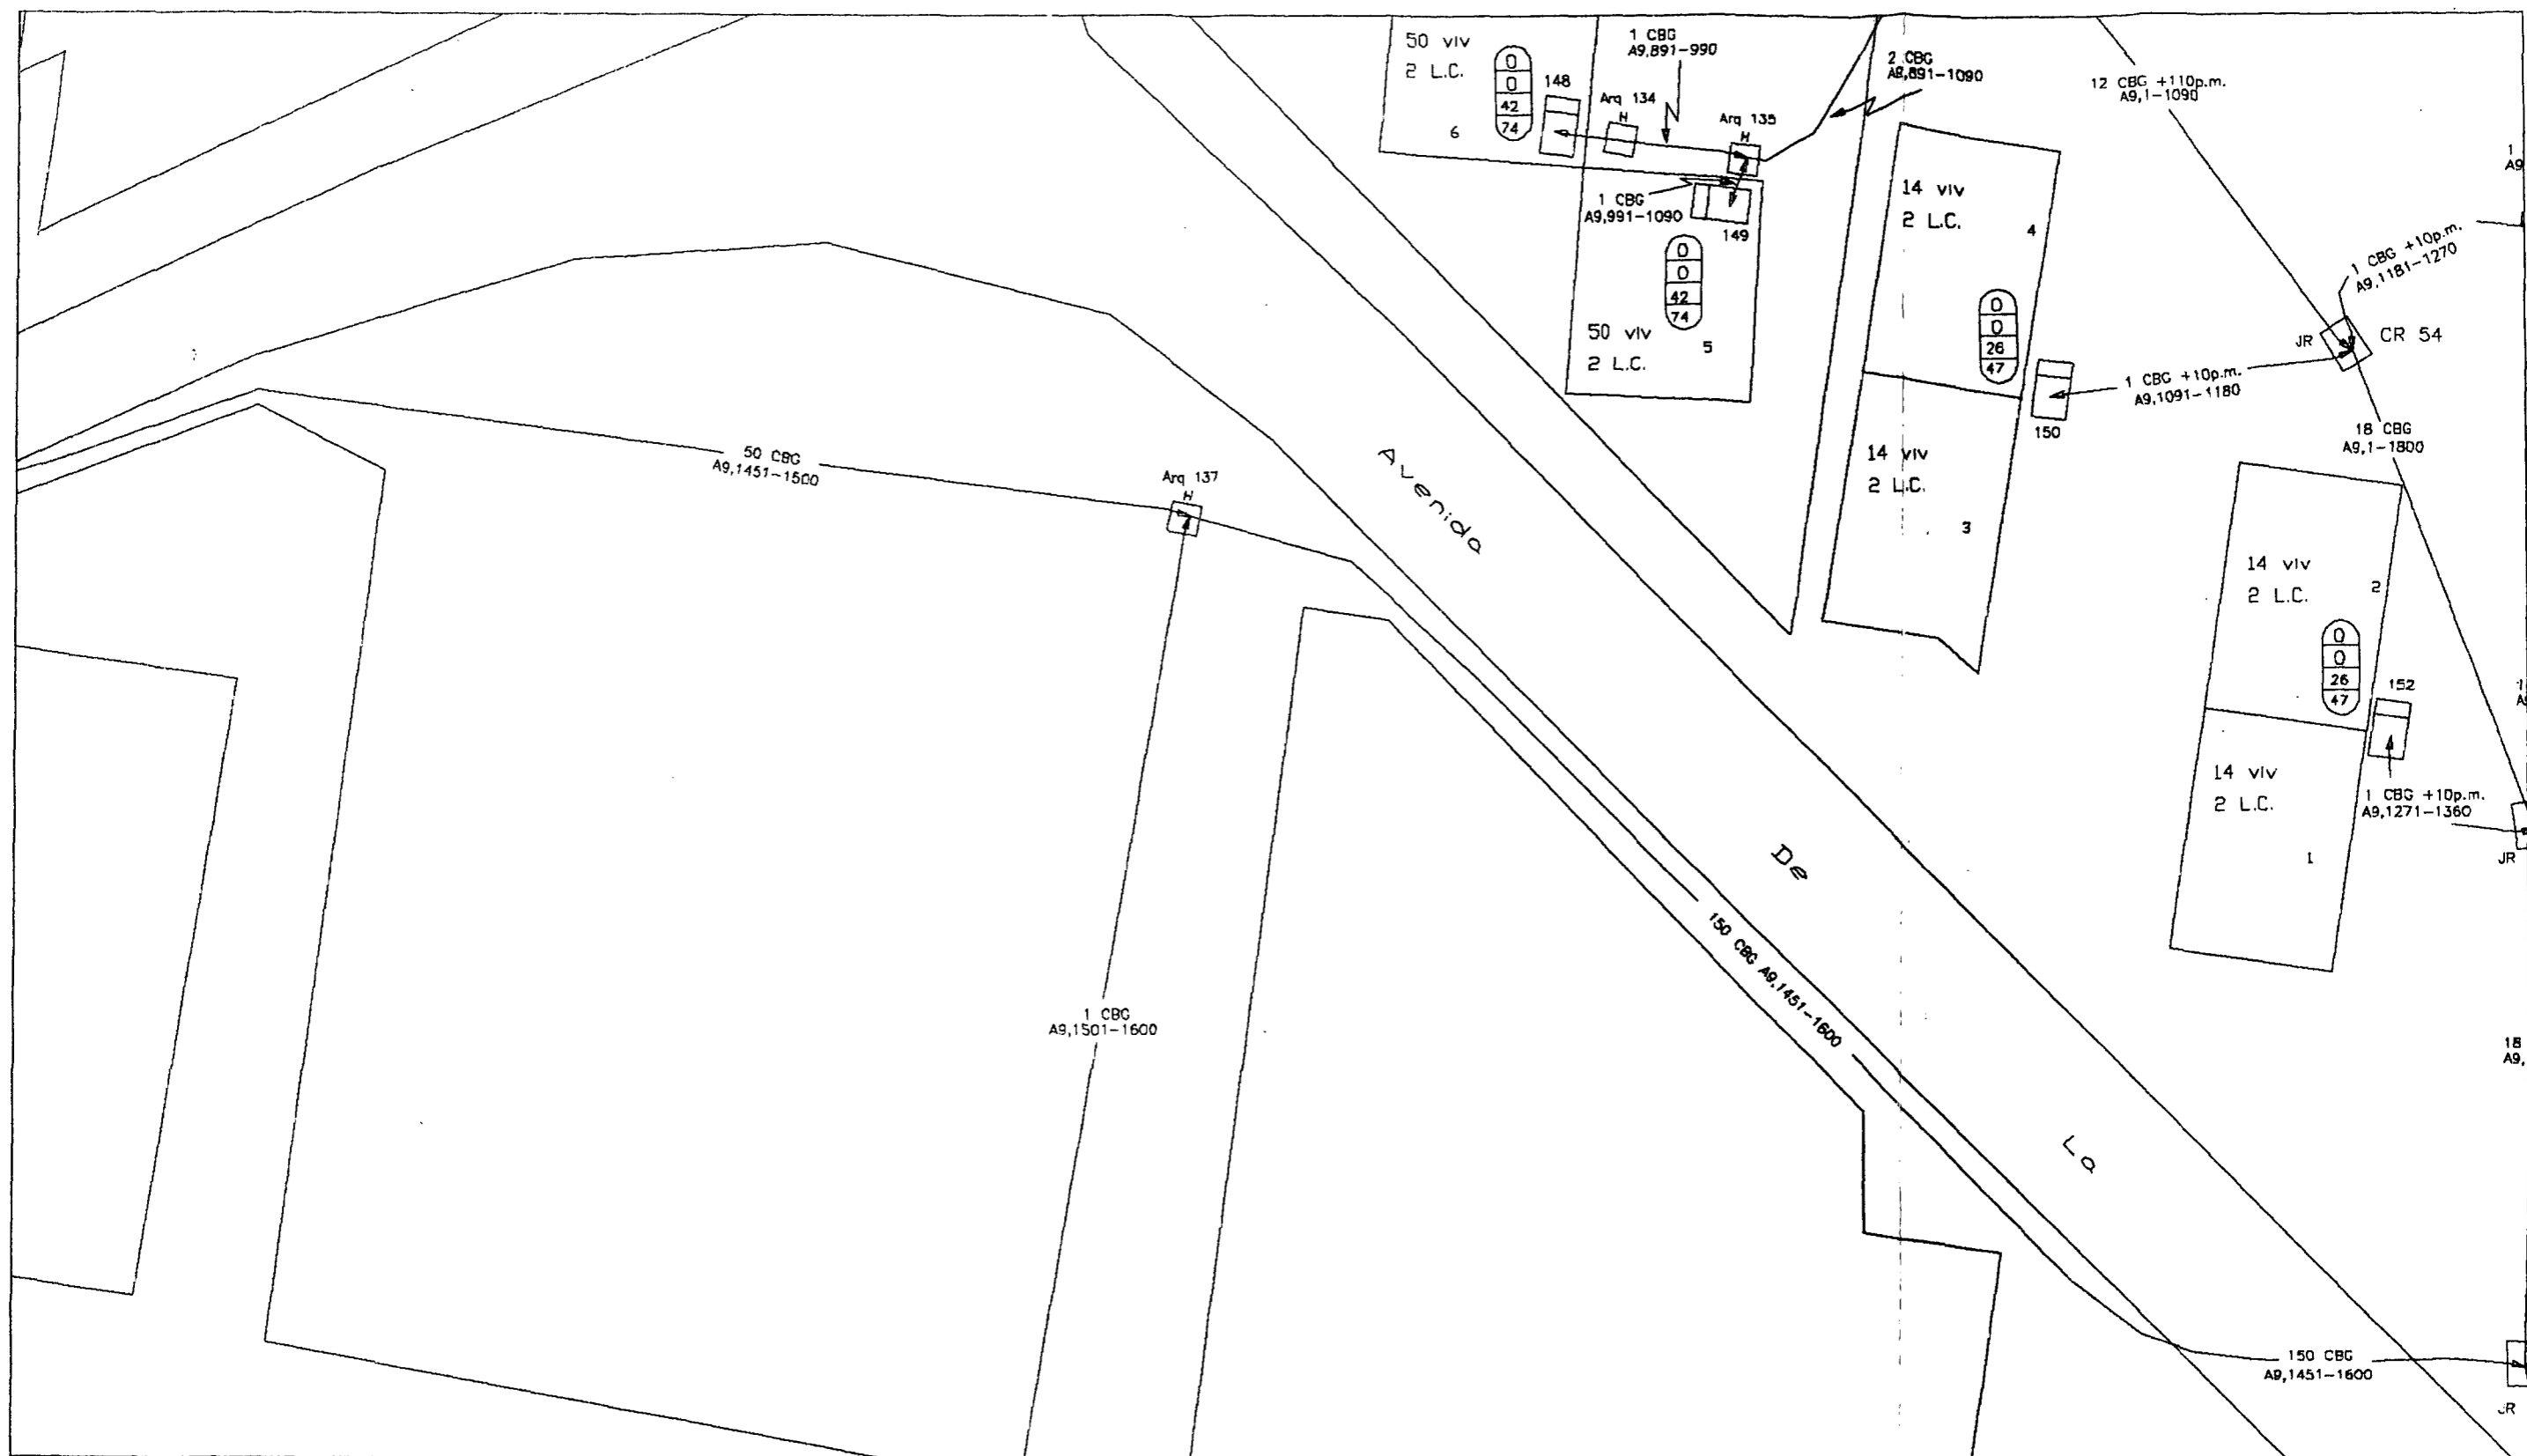 50 viv
2 L.C.
0
0
42
74
6
148
1 CBG
A9,891-990
Arq 134
H
Arq 135
H
2 CBG
A9,891-1090
12 CBG +110p.m.
A9,1-1090
1
A9
1 CBG
A9,991-1090
149
0
0
42
74
50 viv
2 L.C.
5
14 viv
2 L.C.
4
0
0
26
47
1 CBG +10p.m.
A9,1181-1270
JR
CR 54
1 CBG +10p.m.
A9,1091-1180
150
18 CBG
A9,1-1800
14 viv
2 L.C.
3
50 CBG
A9,1451-1500
Arq 137
H
Avenida
14 viv
2 L.C.
2
0
0
26
47
152
14 viv
2 L.C.
1
1 CBG +10p.m.
A9,1271-1360
JR
De
150 CBG A9,1451-1600
1 CBG
A9,1501-1600
18
A9,
La
150 CBG
A9,1451-1600
JR